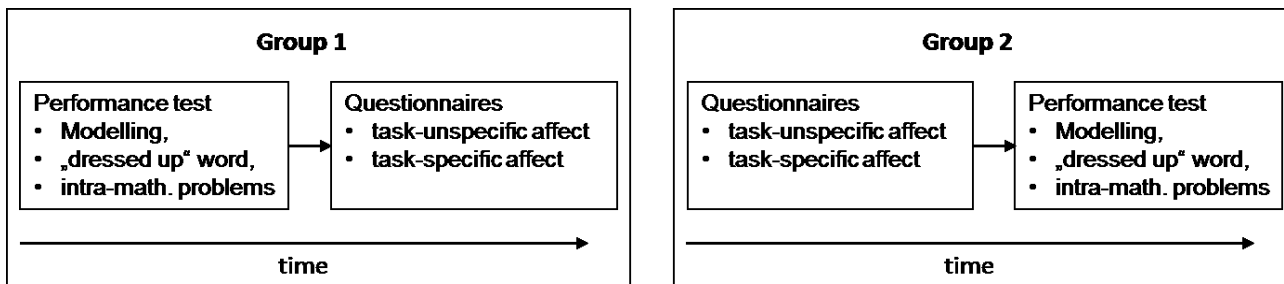 Group 1
Performance test
• Modelling,
• „dressed up“ word,
• intra-math. problems
Questionnaires
• task-unspecific affect
• task-specific affect
time
Group 2
Questionnaires
• task-unspecific affect
• task-specific affect
Performance test
• Modelling,
• „dressed up“ word,
• intra-math. problems
time